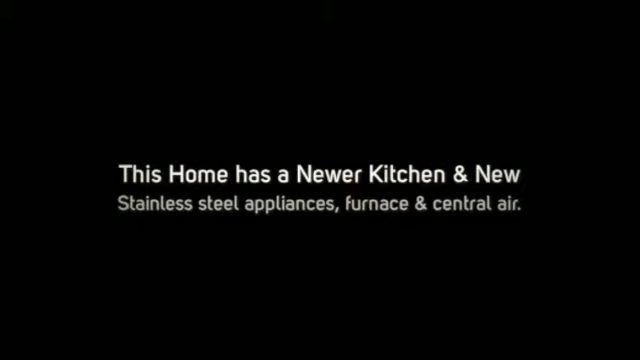 This Home has a Newer Kitchen & New
Stainless steel appliances, furnace & central air.